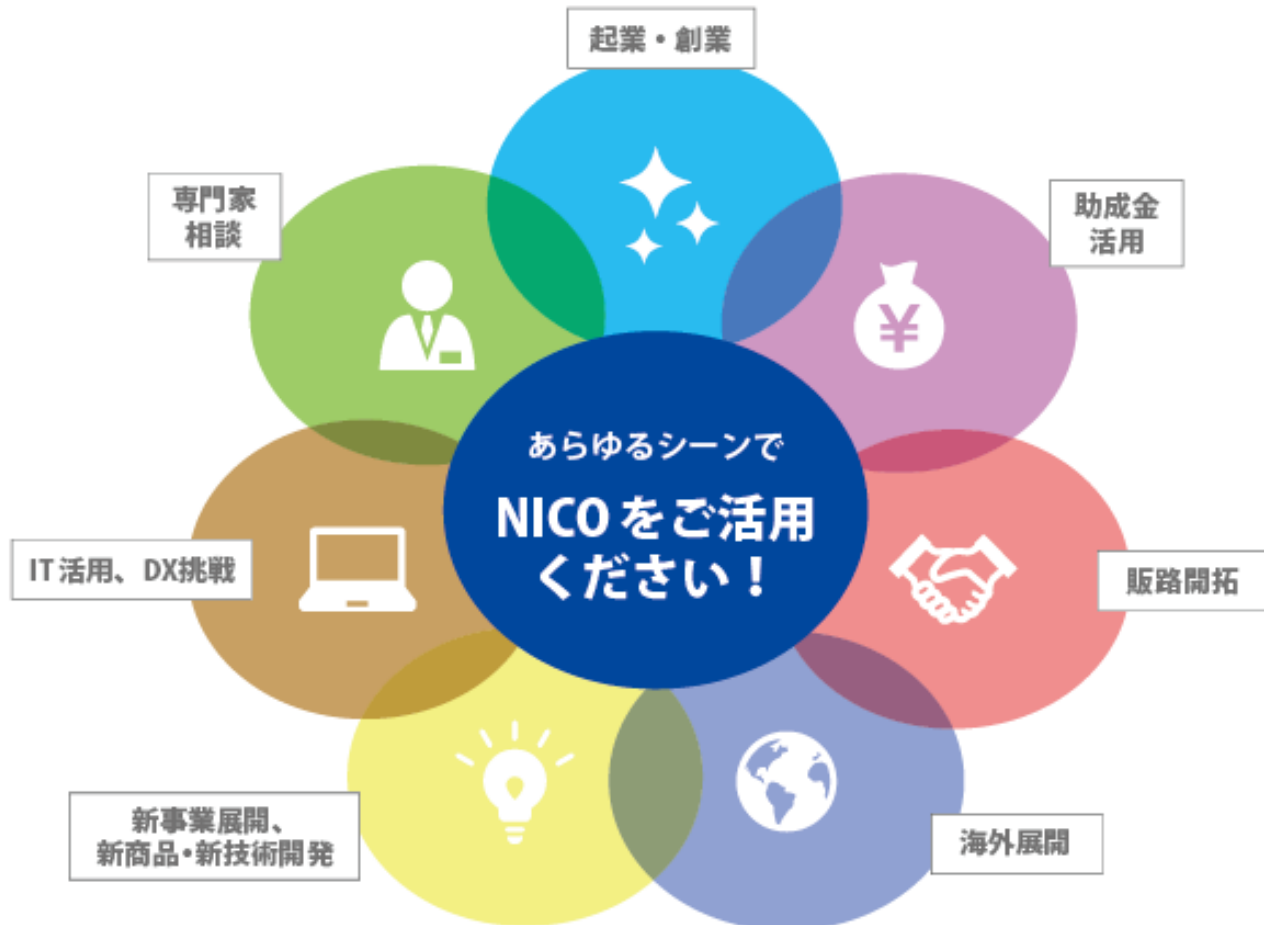 起業・創業
専門家
相談
助成金
活用
¥
あらゆるシーンで
NICOをご活用
ください！
IT活用、DX挑戦
販路開拓
新事業展開、
新商品・新技術開発
海外展開